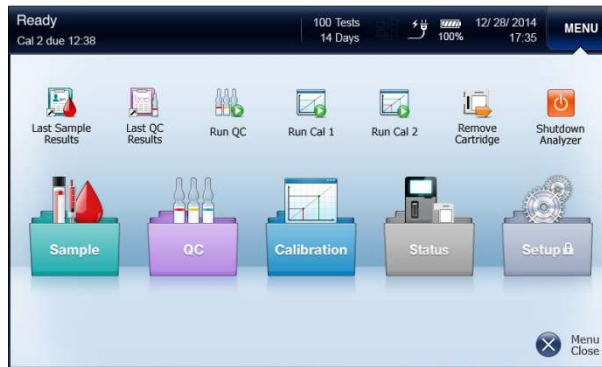 Ready
Cal 2 due 12:38
100 Tests
14 Days
100%
12/ 28/ 2014
17:35
MENU
Last Sample
Results
Last QC
Results
Run QC
Run Cal 1
Run Cal 2
Remove
Cartridge
Shutdown
Analyzer
Sample
QC
Calibration
Status
Setup
Menu
Close